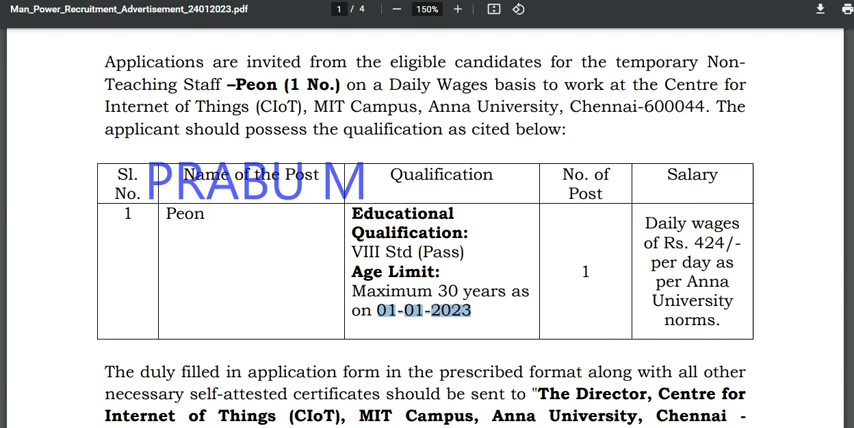 Man_Power_Recruitment_Advertisement_24012023.pdf
1 / 4
150%
Applications are invited from the eligible candidates for the temporary Non-
Teaching Staff –Peon (1 No.) on a Daily Wages basis to work at the Centre for
Internet of Things (CIoT), MIT Campus, Anna University, Chennai-600044. The
applicant should possess the qualification as cited below:
Sl.
No.
Name of the Post
Qualification
No. of
Post
Salary
PRABU M
1
Peon
Educational
Qualification:
VIII Std (Pass)
Age Limit:
Maximum 30 years as
on 01-01-2023
1
Daily wages
of Rs. 424/-
per day as
per Anna
University
norms.
The duly filled in application form in the prescribed format along with all other
necessary self-attested certificates should be sent to "The Director, Centre for
Internet of Things (CIoT), MIT Campus, Anna University, Chennai -